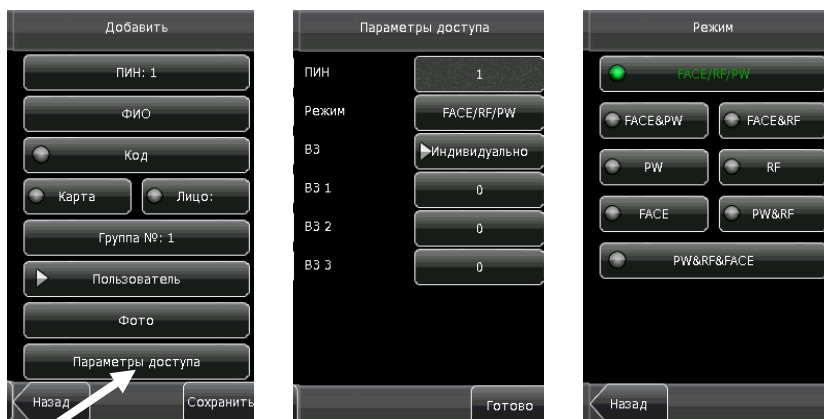 Добавить
ПИН: 1
ФИО
Код
Карта Лицо:
Группа №: 1
Пользователь
Фото
Параметры доступа
Назад Сохранить
Параметры доступа
ПИН 1
Режим FACE/RF/PW
ВЗ Индивидуально
ВЗ 1 0
ВЗ 2 0
ВЗ 3 0
Готово
Режим
FACE/RF/PW
FACE&PW FACE&RF
PW RF
FACE PW&RF
PW&RF&FACE
Назад